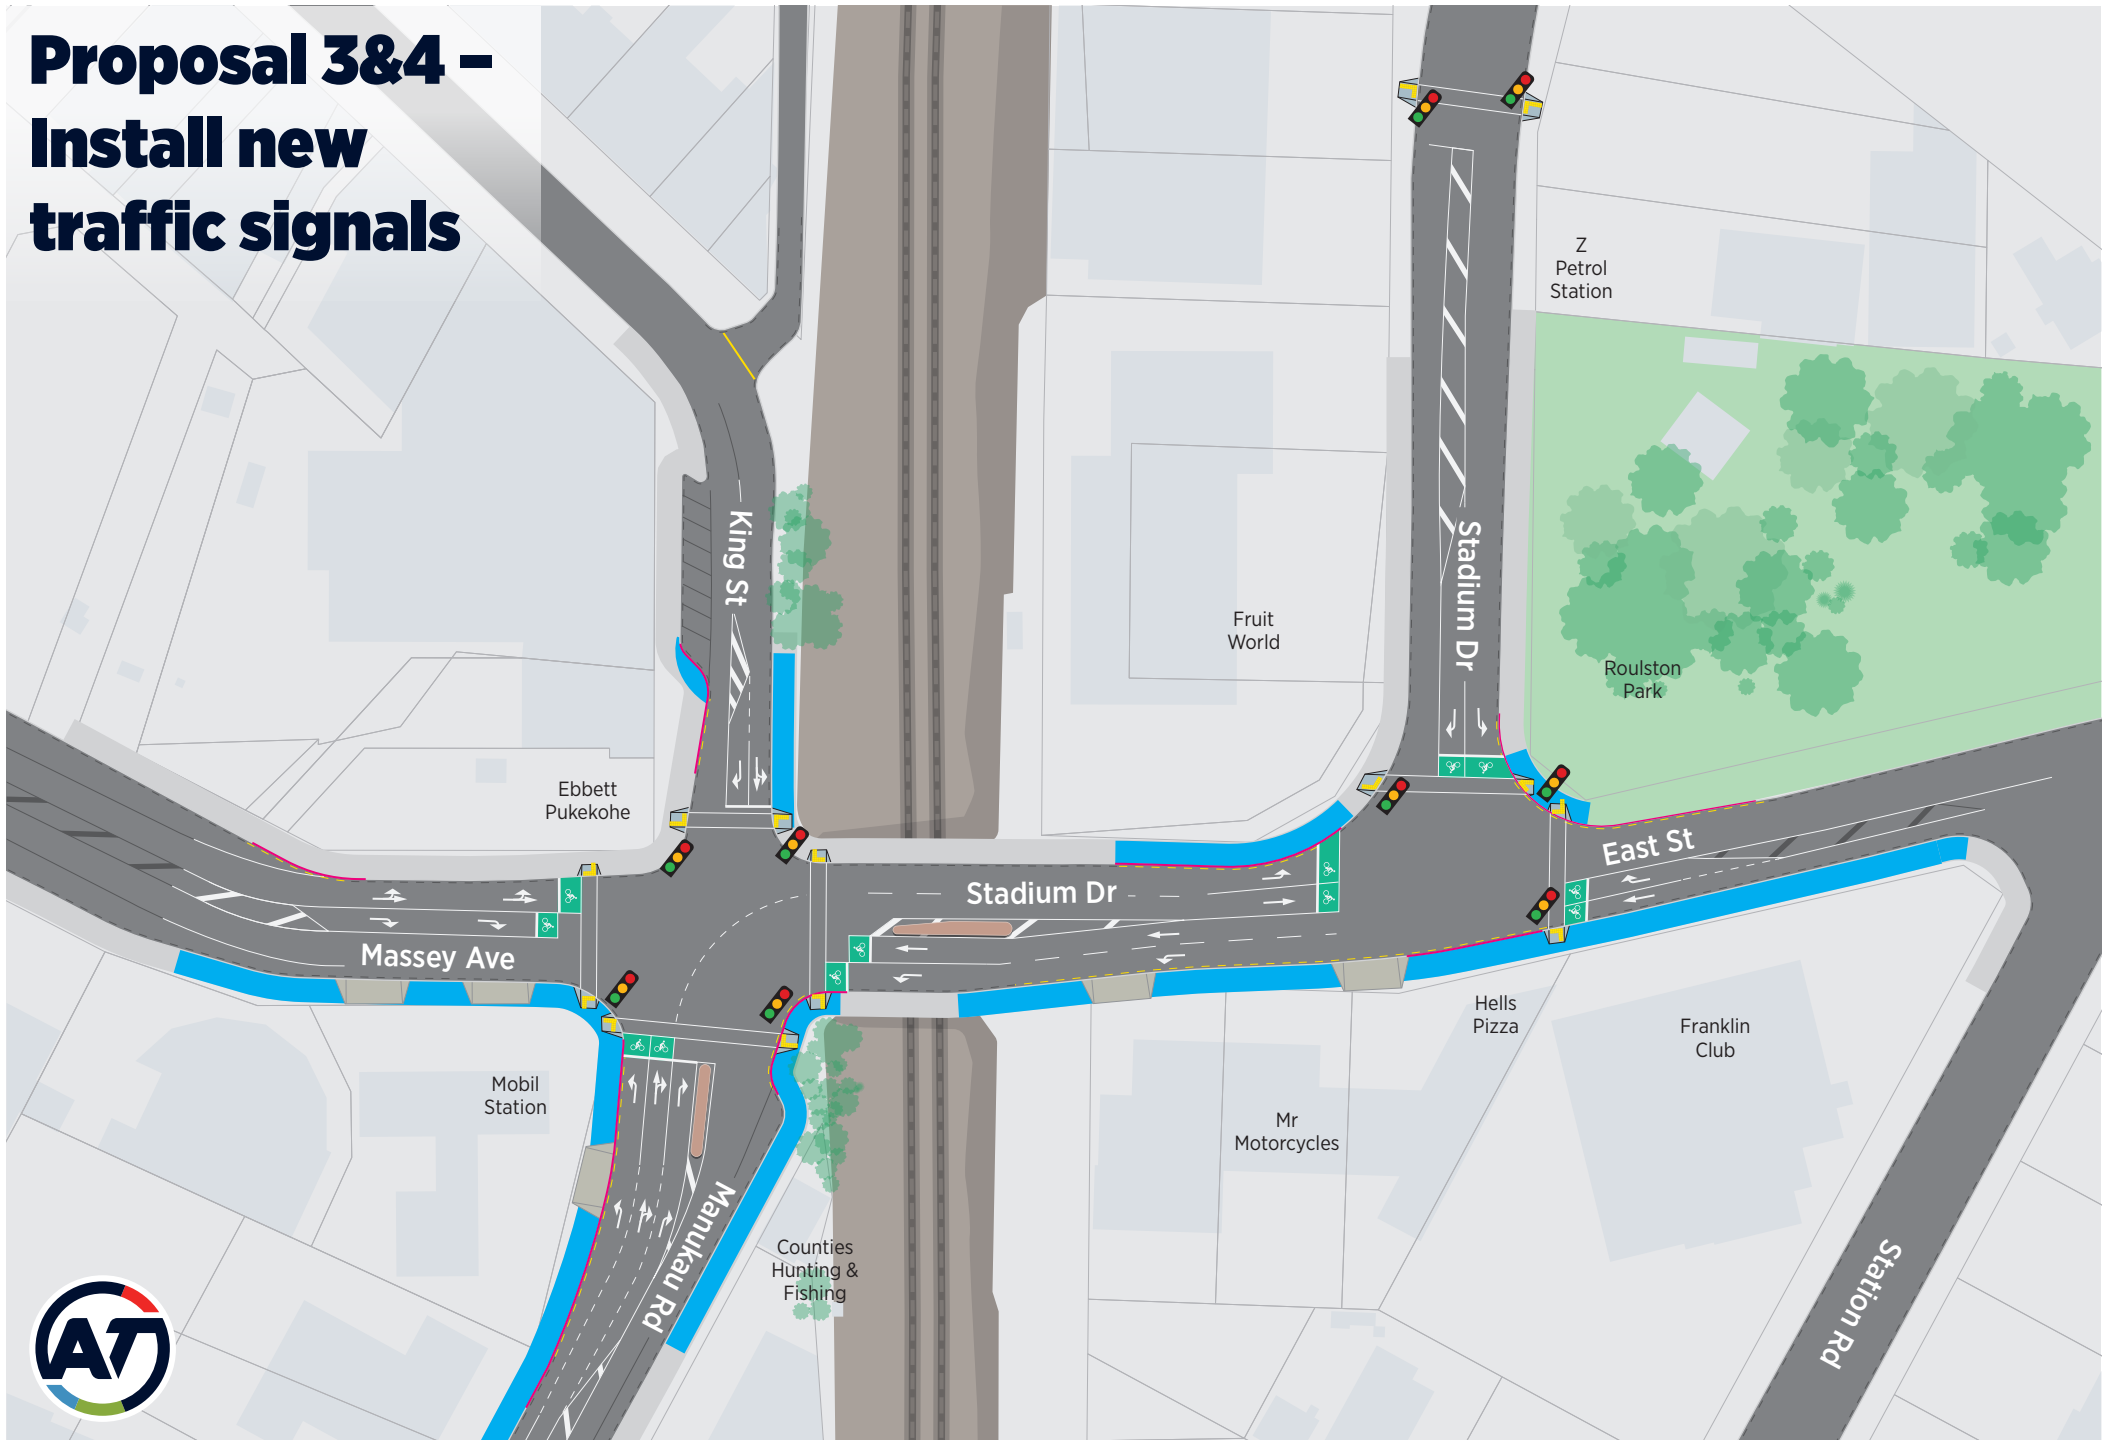 Proposal 3&4 –
Install new
traffic signals
Z
Petrol
Station
King St
Stadium Dr
Fruit
World
Roulston
Park
Ebbett
Pukekohe
East St
Stadium Dr
Massey Ave
Hells
Pizza
Franklin
Club
Mobil
Station
Mr
Motorcycles
Manukau Rd
Counties
Hunting &
Fishing
Station Rd
AT